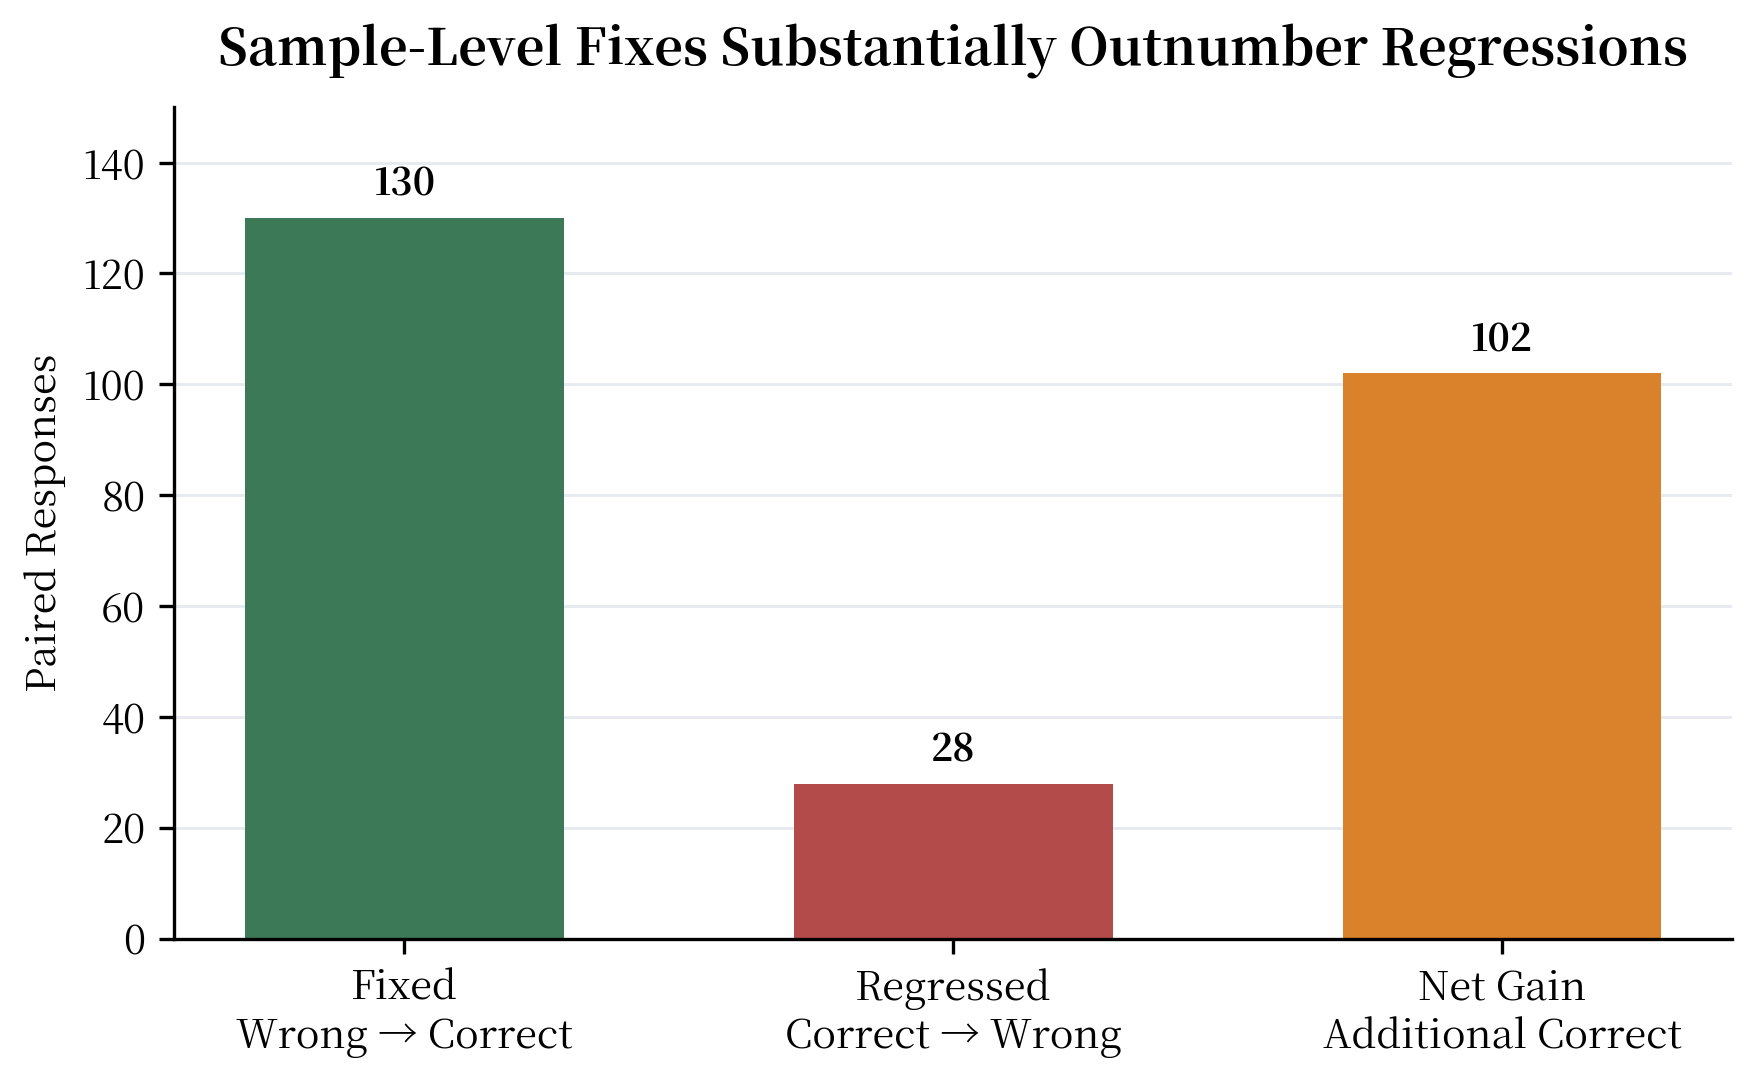 Sample-Level Fixes Substantially Outnumber Regressions
Paired Responses
140
120
100
80
60
40
20
0
130
28
102
Fixed
Wrong → Correct
Regressed
Correct → Wrong
Net Gain
Additional Correct